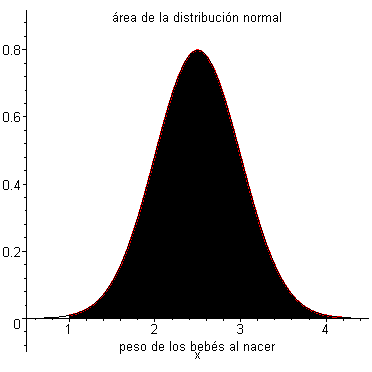 área de la distribución normal
0.8
0.6
0.4
0.2
0
1 2 3 4
peso de los bebés al nacer
x